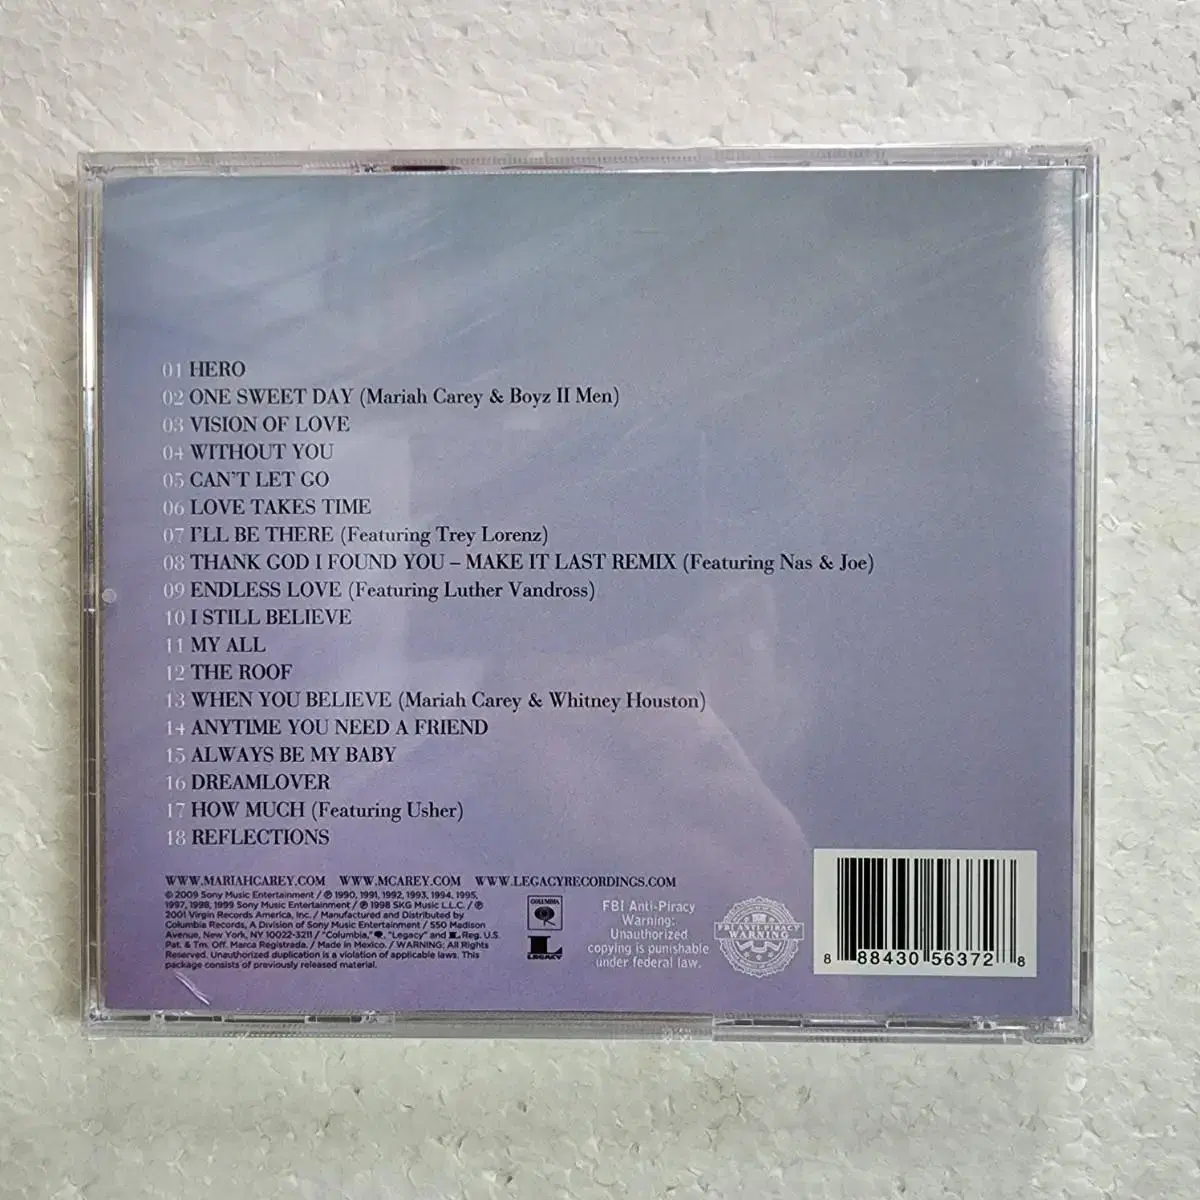 01 HERO
02 ONE SWEET DAY (Mariah Carey & Boyz II Men)
03 VISION OF LOVE
04 WITHOUT YOU
05 CAN'T LET GO
06 LOVE TAKES TIME
07 I'LL BE THERE (Featuring Trey Lorenz)
08 THANK GOD I FOUND YOU – MAKE IT LAST REMIX (Featuring Nas & Joe)
09 ENDLESS LOVE (Featuring Luther Vandross)
10 I STILL BELIEVE
11 MY ALL
12 THE ROOF
13 WHEN YOU BELIEVE (Mariah Carey & Whitney Houston)
14 ANYTIME YOU NEED A FRIEND
15 ALWAYS BE MY BABY
16 DREAMLOVER
17 HOW MUCH (Featuring Usher)
18 REFLECTIONS
WWW.MARIAHCAREY.COM WWW.MCAREY.COM WWW.LEGACYRECORDINGS.COM
© 2009 Sony Music Entertainment / ℗ 1990, 1991, 1992, 1993, 1994, 1995,
1997, 1998, 1999 Sony Music Entertainment / ℗ 1998 SKG Music L.L.C. / ℗
2001 Virgin Records America, Inc. / Manufactured and Distributed by
Columbia Records, A Division of Sony Music Entertainment / 550 Madison
Avenue, New York, NY 10022-3211 / "Columbia," "Legacy" and L Reg. U.S.
Pat. & Tm. Off. Marca Registrada. / Made in Mexico. / WARNING: All Rights
Reserved. Unauthorized duplication is a violation of applicable laws. This
package consists of previously released material.
COLUMBIA
LEGACY
FBI Anti-Piracy
Warning:
Unauthorized
copying is punishable
under federal law.
FBI ANTI-PIRACY
WARNING
8 88430 56372 8